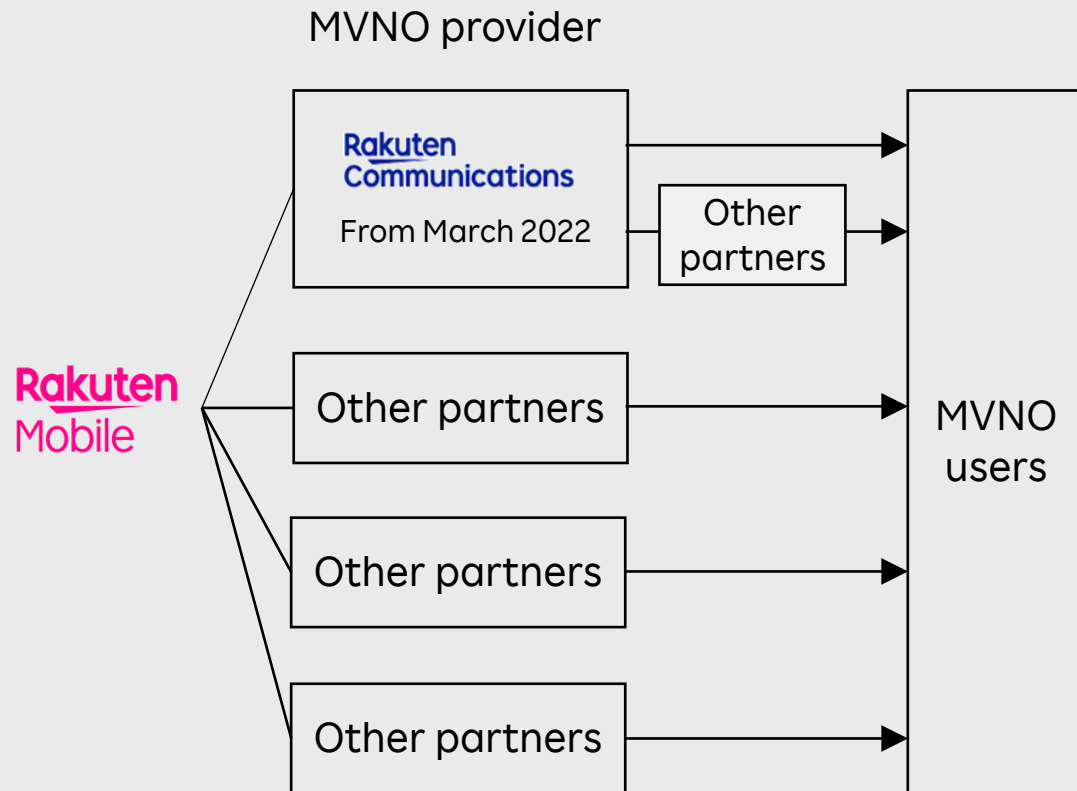 MVNO provider
Rakuten
Communications
From March 2022
Other
partners
Rakuten
Mobile
Other partners
MVNO
users
Other partners
Other partners